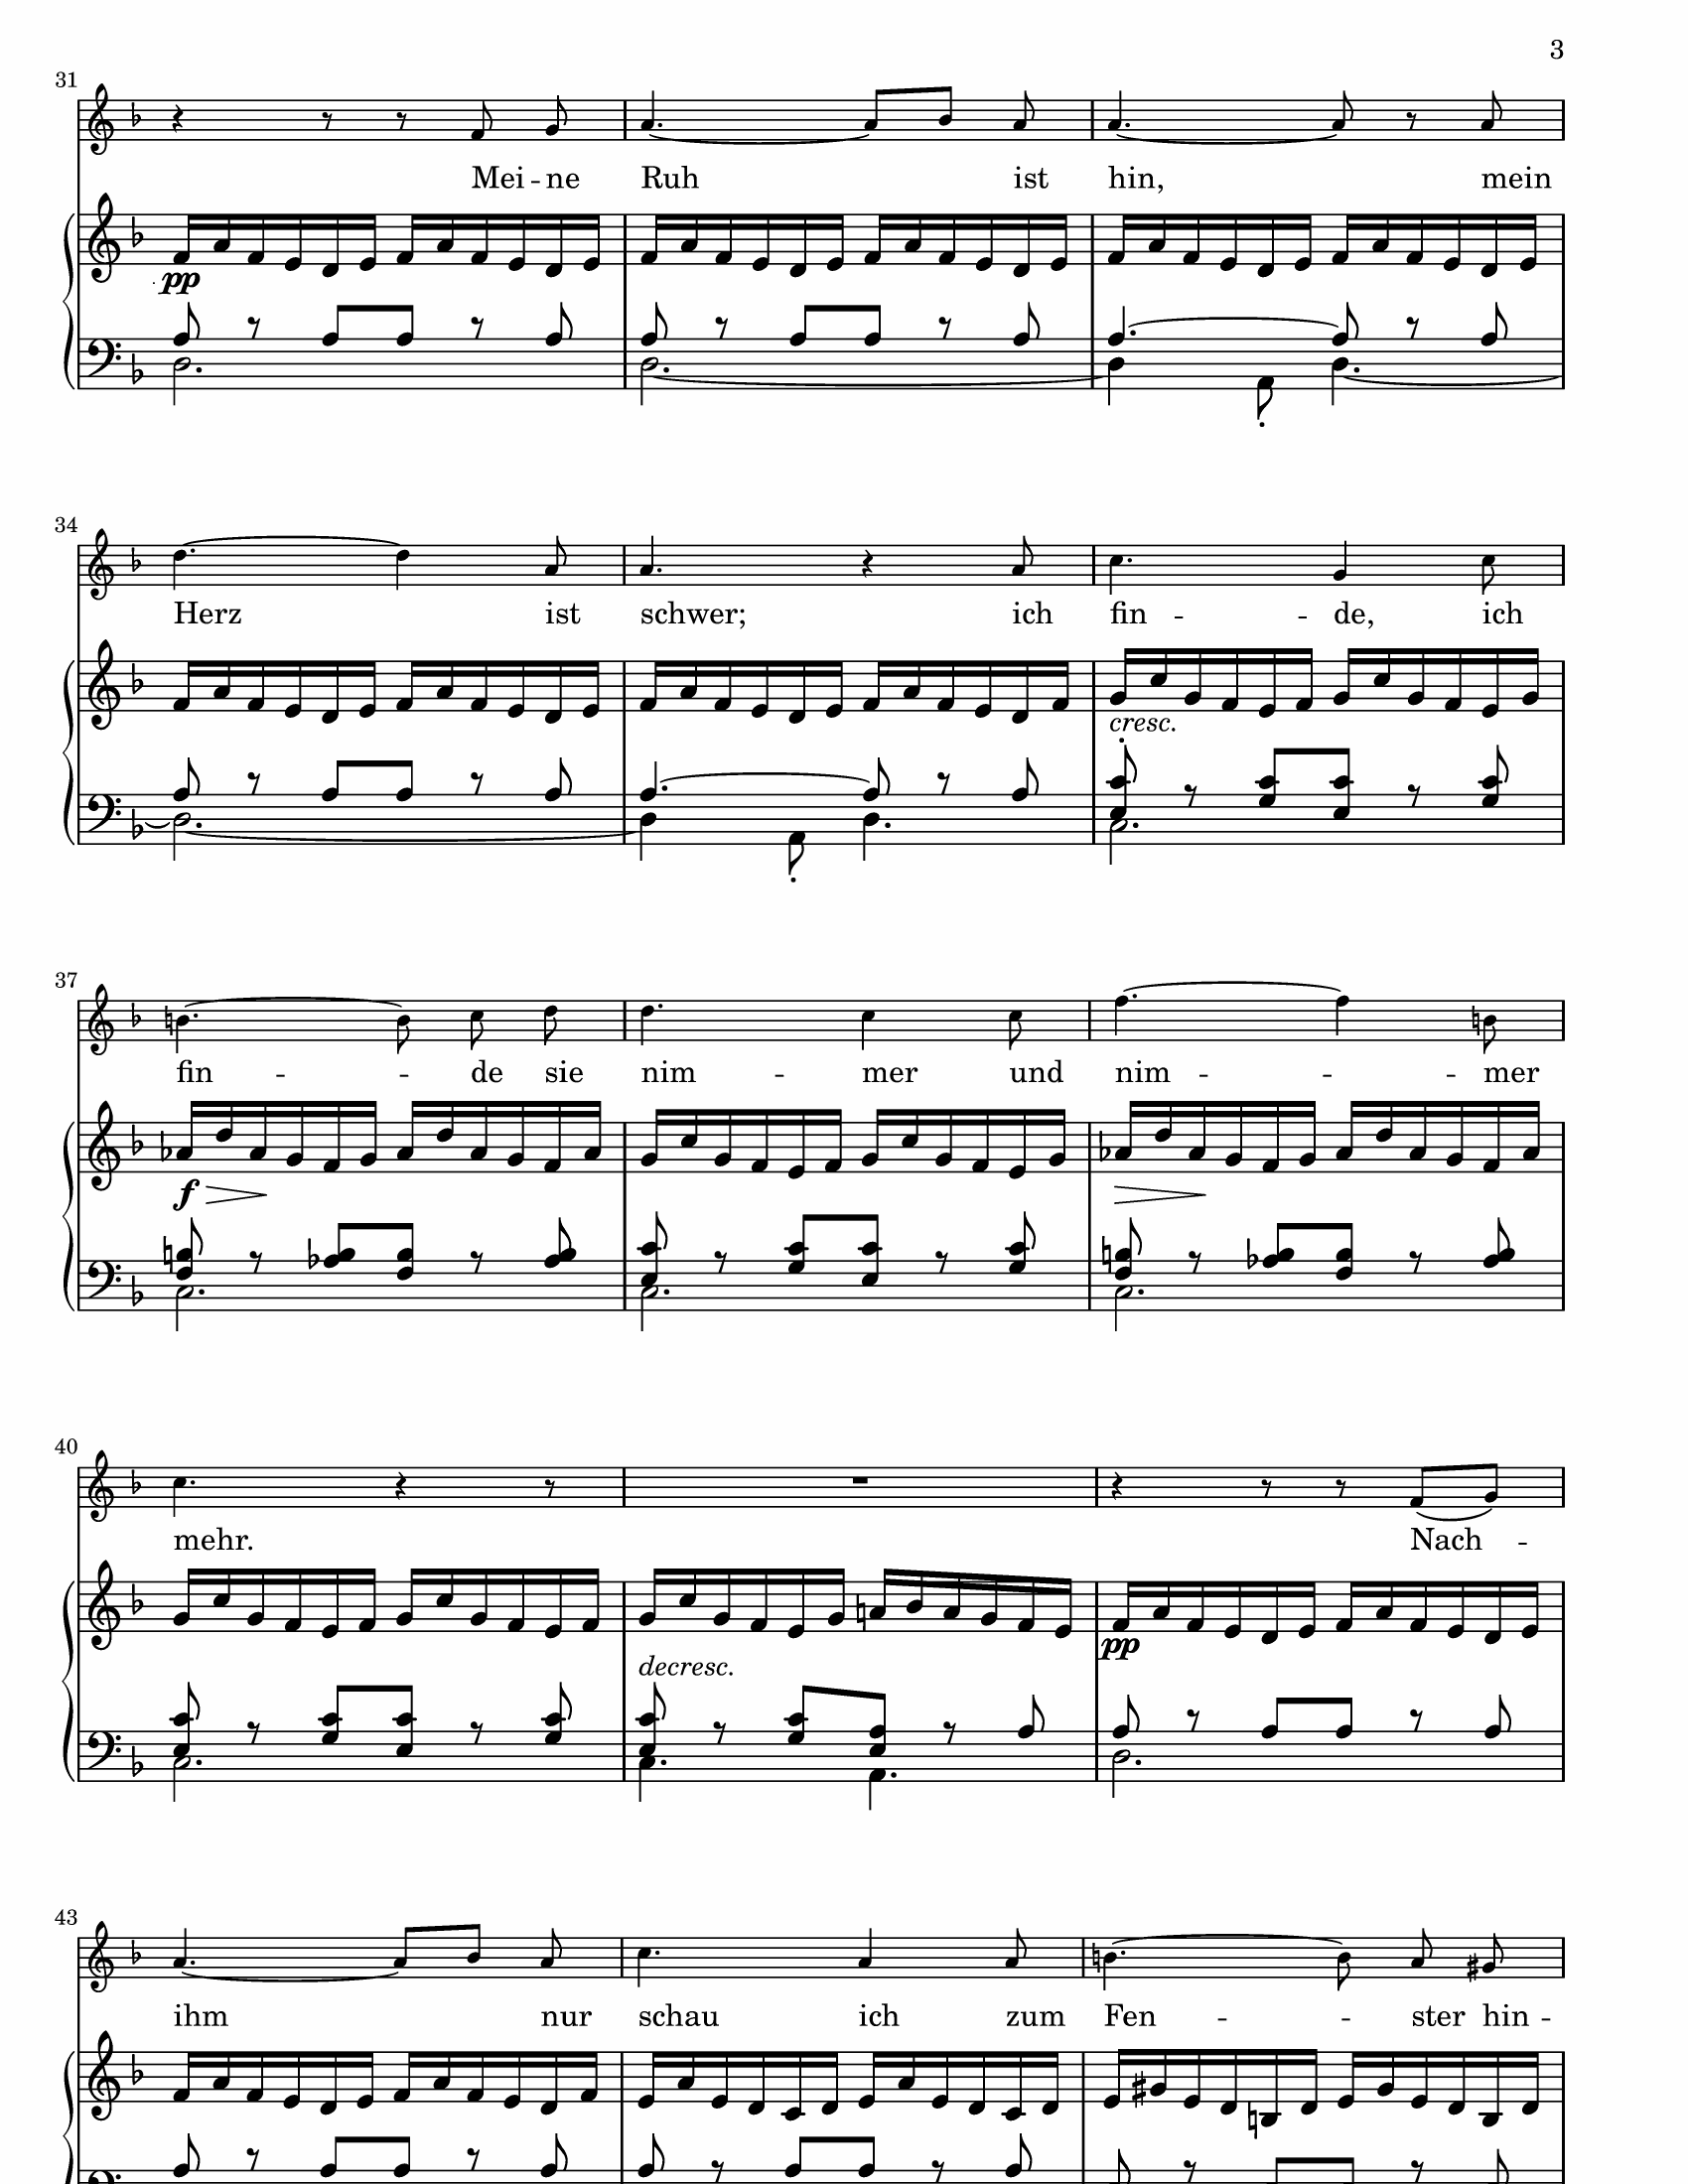 3
31
Mei -- ne Ruh ist hin, mein
pp
34
Herz ist schwer; ich fin -- de, ich
cresc.
37
fin -- de sie nim -- mer und nim -- mer
f
40
mehr. Nach --
decresc.
pp
43
ihm nur schau ich zum Fen -- ster hin --